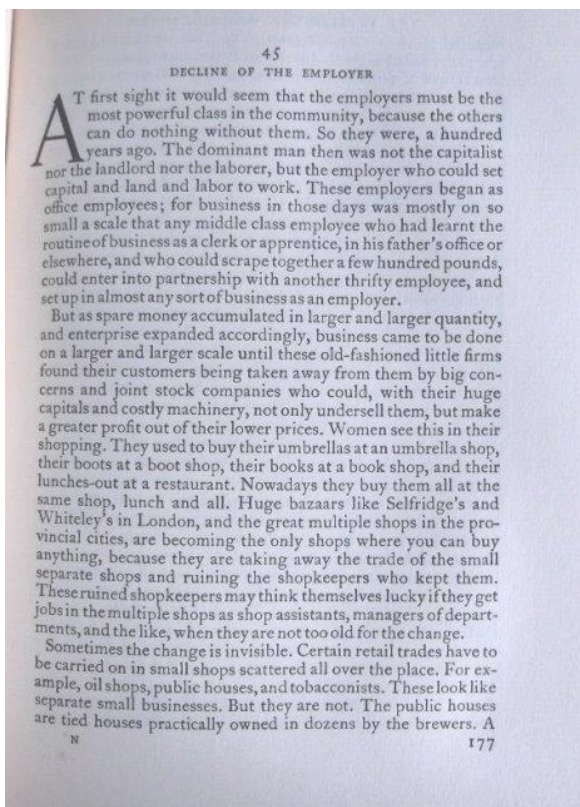 45
DECLINE OF THE EMPLOYER
AT first sight it would seem that the employers must be the
most powerful class in the community, because the others
can do nothing without them. So they were, a hundred
years ago. The dominant man then was not the capitalist
nor the landlord nor the laborer, but the employer who could set
capital and land and labor to work. These employers began as
office employees; for business in those days was mostly on so
small a scale that any middle class employee who had learnt the
routine of business as a clerk or apprentice, in his father's office or
elsewhere, and who could scrape together a few hundred pounds,
could enter into partnership with another thrifty employee, and
set up in almost any sort of business as an employer.
But as spare money accumulated in larger and larger quantity,
and enterprise expanded accordingly, business came to be done
on a larger and larger scale until these old-fashioned little firms
found their customers being taken away from them by big con-
cerns and joint stock companies who could, with their huge
capitals and costly machinery, not only undersell them, but make
a greater profit out of their lower prices. Women see this in their
shopping. They used to buy their umbrellas at an umbrella shop,
their boots at a boot shop, their books at a book shop, and their
lunches-out at a restaurant. Nowadays they buy them all at the
same shop, lunch and all. Huge bazaars like Selfridge's and
Whiteley's in London, and the great multiple shops in the pro-
vincial cities, are becoming the only shops where you can buy
anything, because they are taking away the trade of the small
separate shops and ruining the shopkeepers who kept them.
These ruined shopkeepers may think themselves lucky if they get
jobs in the multiple shops as shop assistants, managers of depart-
ments, and the like, when they are not too old for the change.
Sometimes the change is invisible. Certain retail trades have to
be carried on in small shops scattered all over the place. For ex-
ample, oil shops, public houses, and tobacconists. These look like
separate small businesses. But they are not. The public houses
are tied houses practically owned in dozens by the brewers. A
N
177